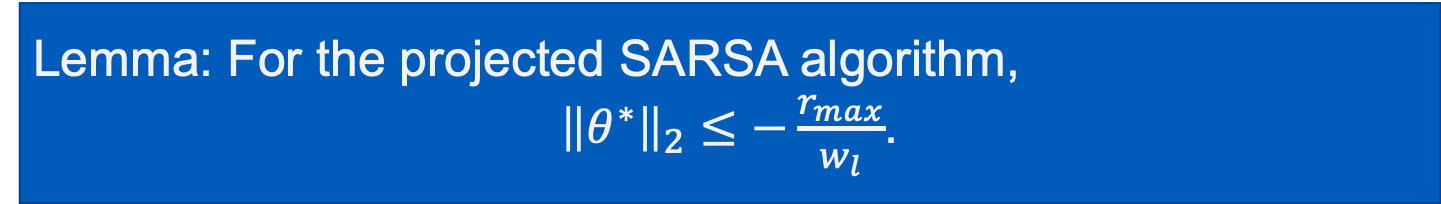 Lemma: For the projected SARSA algorithm,
‖θ*‖₂ ≤ − r_max / w_l.